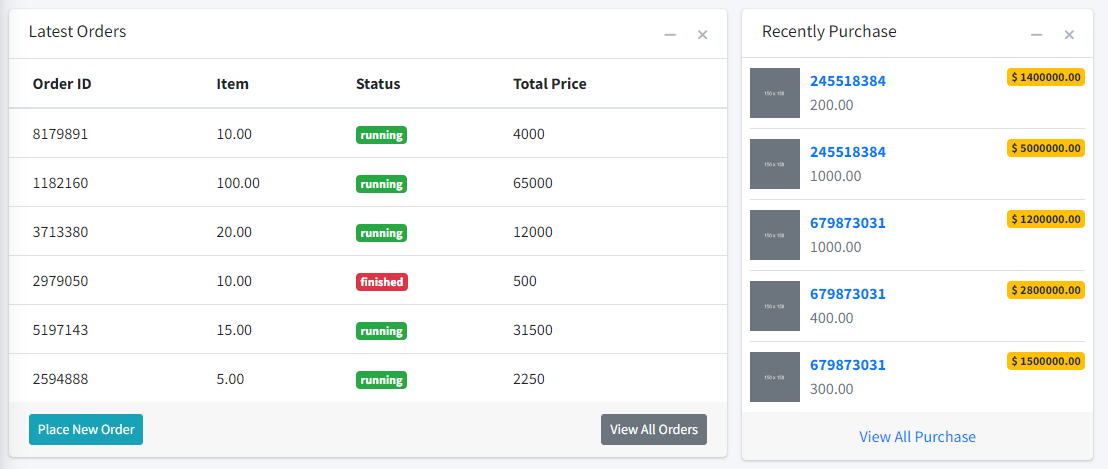 Latest Orders
Order ID Item Status Total Price
8179891 10.00 running 4000
1182160 100.00 running 65000
3713380 20.00 running 12000
2979050 10.00 finished 500
5197143 15.00 running 31500
2594888 5.00 running 2250
Place New Order View All Orders
Recently Purchase
150 x 150
245518384 $ 1400000.00
200.00
150 x 150
245518384 $ 5000000.00
1000.00
150 x 150
679873031 $ 1200000.00
1000.00
150 x 150
679873031 $ 2800000.00
400.00
150 x 150
679873031 $ 1500000.00
300.00
View All Purchase